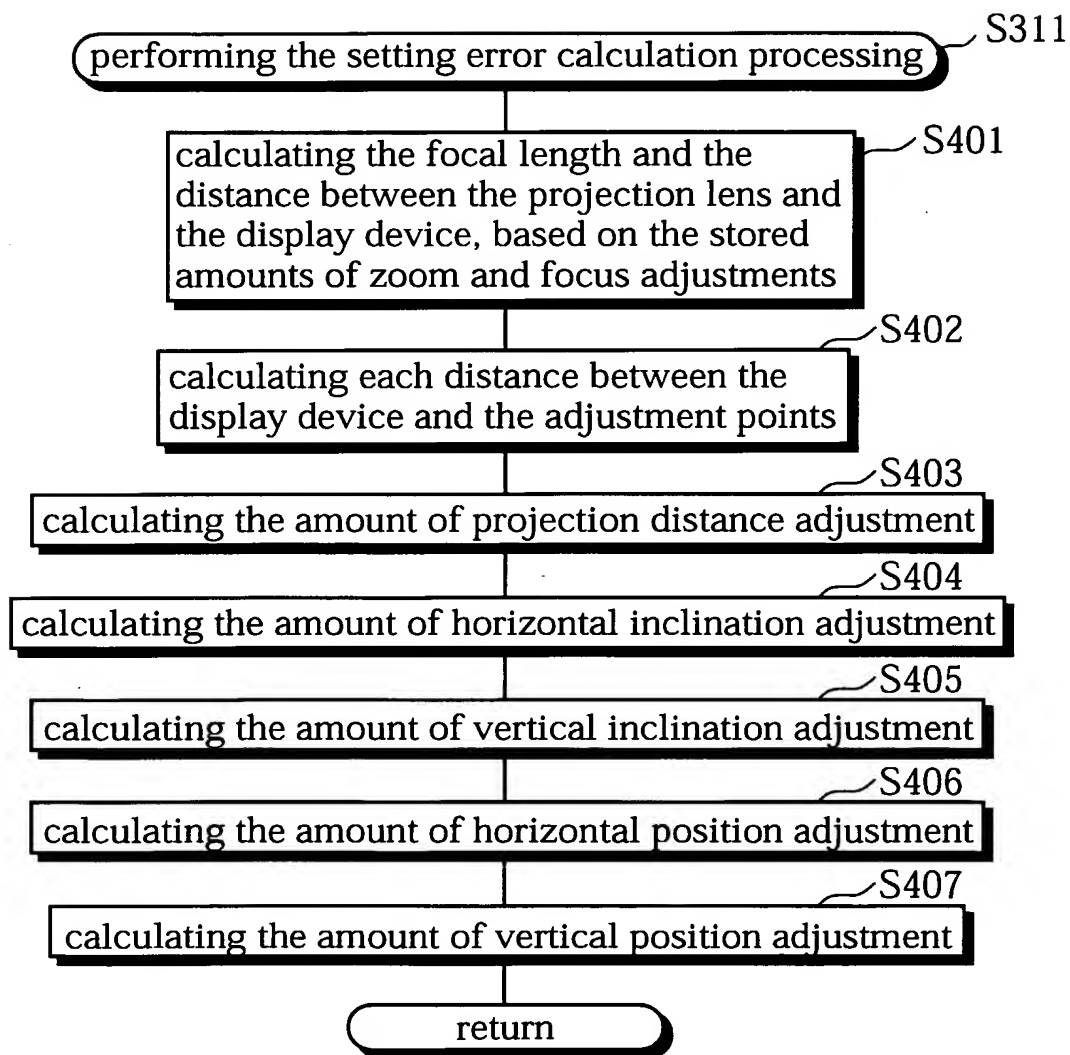 S311
performing the setting error calculation processing
S401
calculating the focal length and the
distance between the projection lens and
the display device, based on the stored
amounts of zoom and focus adjustments
S402
calculating each distance between the
display device and the adjustment points
S403
calculating the amount of projection distance adjustment
S404
calculating the amount of horizontal inclination adjustment
S405
calculating the amount of vertical inclination adjustment
S406
calculating the amount of horizontal position adjustment
S407
calculating the amount of vertical position adjustment
return